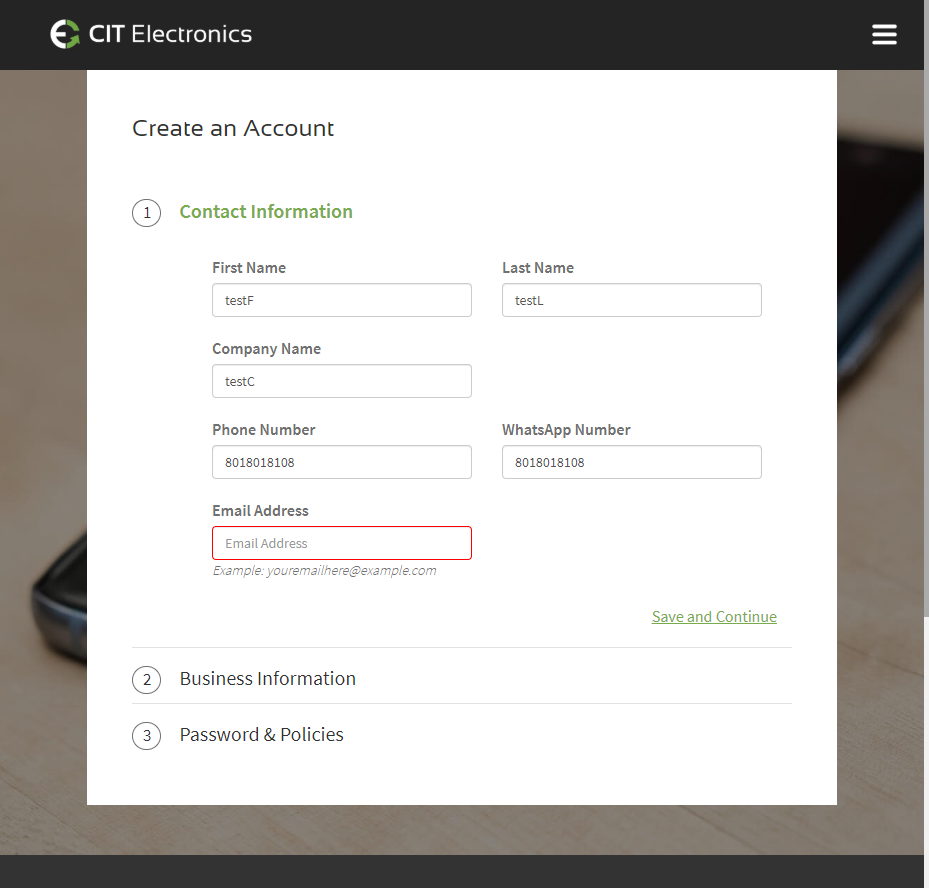 CIT Electronics
Create an Account
1 Contact Information
First Name Last Name
testF testL
Company Name
testC
Phone Number WhatsApp Number
8018018108 8018018108
Email Address
Email Address
Example: youremailhere@example.com
Save and Continue
2 Business Information
3 Password & Policies